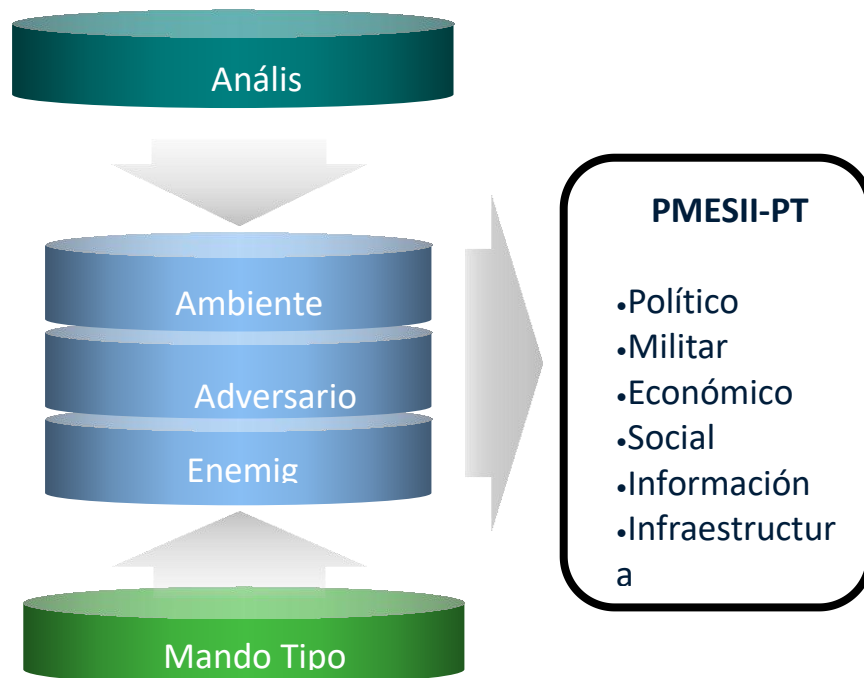 Anális
Ambiente
Adversario
Enemig
Mando Tipo
PMESII-PT
•Político
•Militar
•Económico
•Social
•Información
•Infraestructur
a